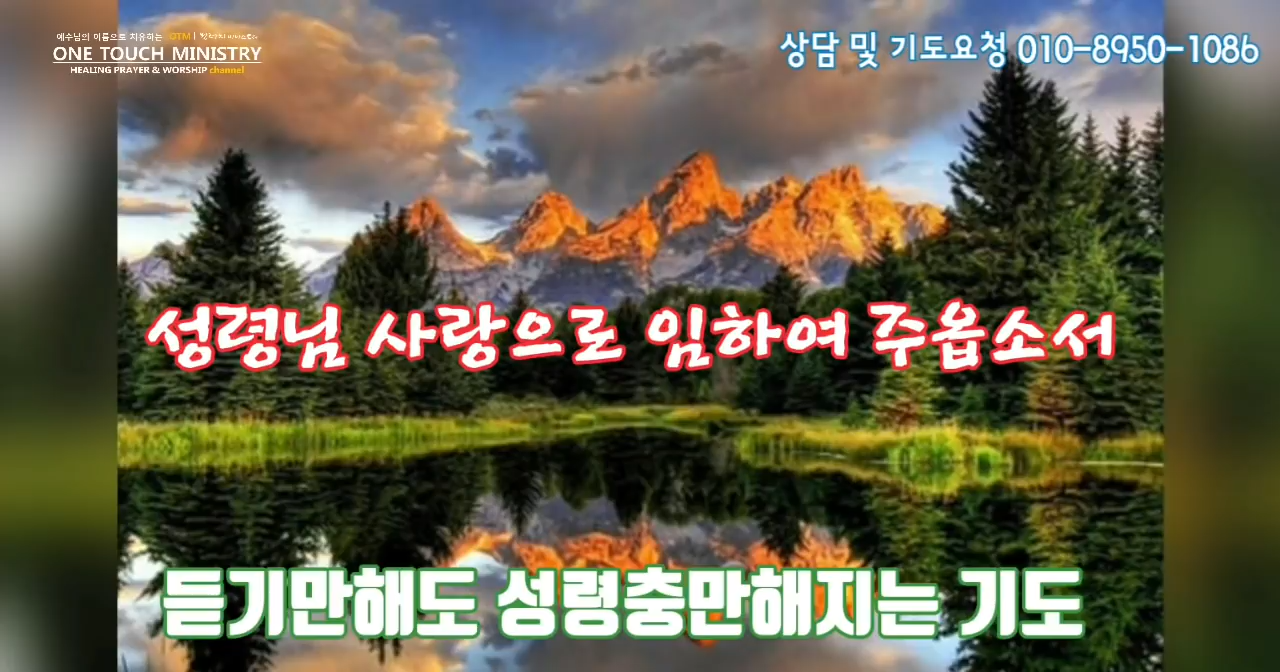 예수님의 이름으로 치유하는 OTM |
ONE TOUCH MINISTRY
HEALING PRAYER & WORSHIP channel
상담 및 기도요청 010-8950-1086
성령님 사랑으로 임하여 주옵소서
듣기만해도 성령충만해지는 기도